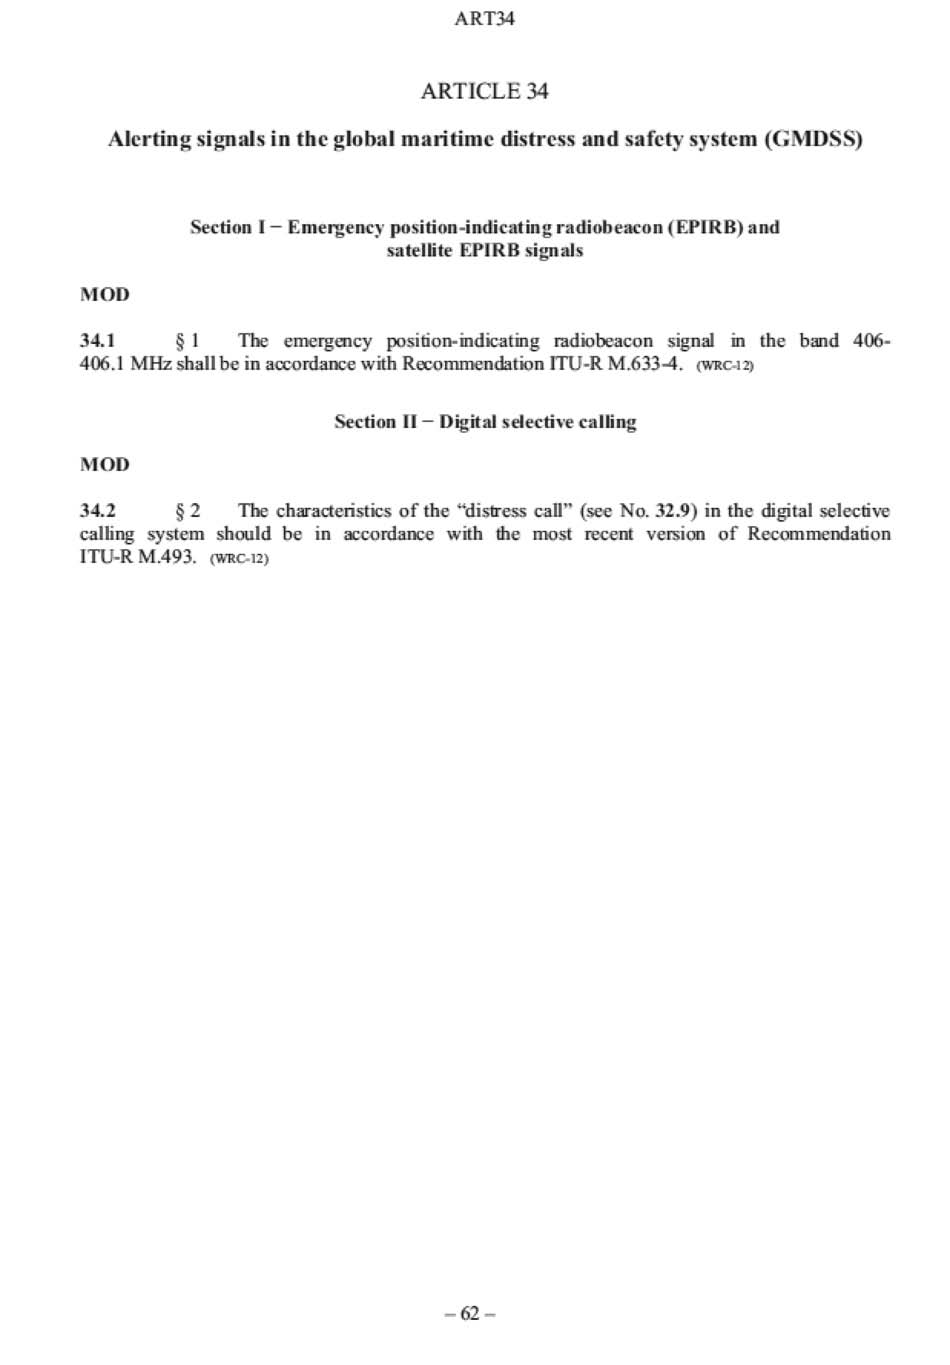 ART34
ARTICLE 34
Alerting signals in the global maritime distress and safety system (GMDSS)
Section I − Emergency position-indicating radiobeacon (EPIRB) and
satellite EPIRB signals
MOD
34.1 § 1 The emergency position-indicating radiobeacon signal in the band 406-
406.1 MHz shall be in accordance with Recommendation ITU-R M.633-4. (WRC-12)
Section II − Digital selective calling
MOD
34.2 § 2 The characteristics of the “distress call” (see No. 32.9) in the digital selective
calling system should be in accordance with the most recent version of Recommendation
ITU-R M.493. (WRC-12)
– 62 –